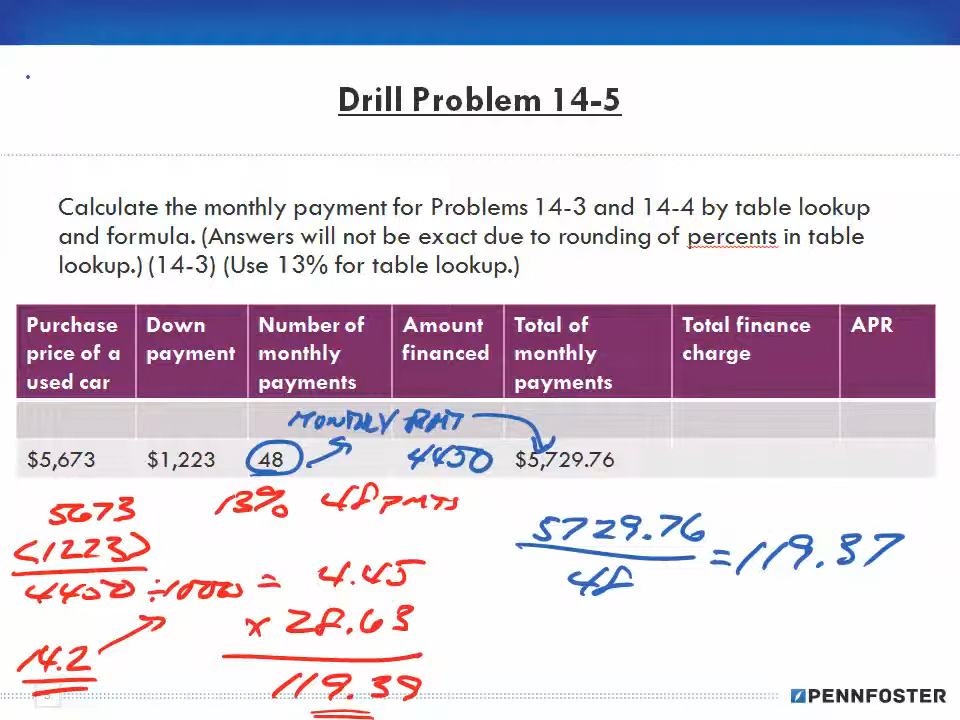 Drill Problem 14-5
Calculate the monthly payment for Problems 14-3 and 14-4 by table lookup
and formula. (Answers will not be exact due to rounding of percents in table
lookup.) (14-3) (Use 13% for table lookup.)
Purchase price of a used car Down payment Number of monthly payments Amount financed Total of monthly payments Total finance charge APR
MONTHLY PMT
$5,673 $1,223 48 4450 $5,729.76
5673 13% 48 PMTS
(1223)
4450 ÷1000 = 4.45
x 28.63
119.39
14.2
5729.76
48
=119.37
PENNFOSTER